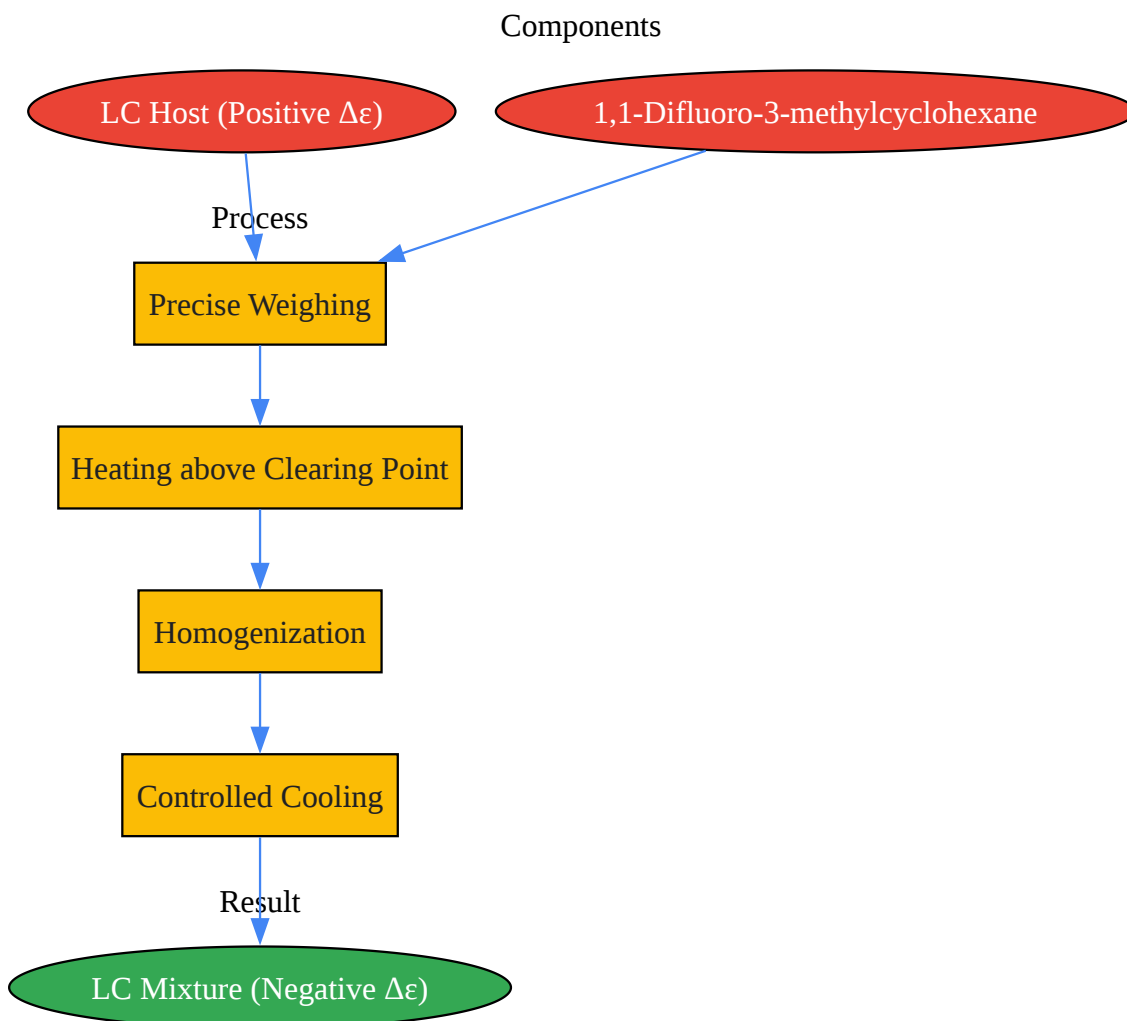 Components
LC Host (Positive Δε)
1,1-Difluoro-3-methylcyclohexane
Process
Precise Weighing
Heating above Clearing Point
Homogenization
Controlled Cooling
Result
LC Mixture (Negative Δε)